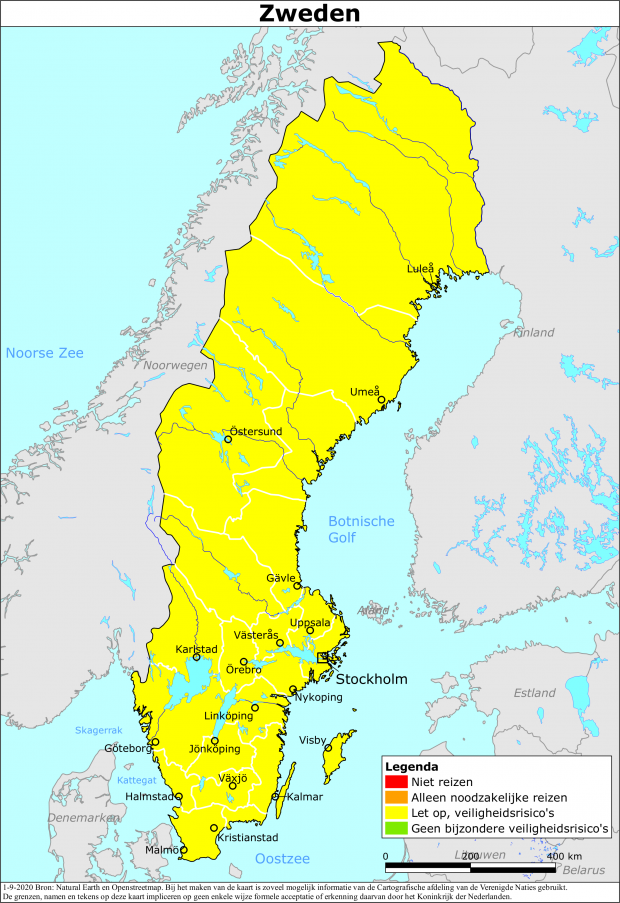 Zweden
Luleå
Finland
Noorse Zee
Noorwegen
Umeå
Östersund
Botnische
Golf
Gävle
Åland
Uppsala
Västerås
Karlstad
Örebro
Stockholm
Nykoping
Estland
Linköping
Skagerrak
Göteborg
Jönkoping
Visby
Legenda
Niet reizen
Kattegat
Växjö
Halmstad
Kalmar
Alleen noodzakelijke reizen
Let op, veiligheidsrisico's
Denemarken
Geen bijzondere veiligheidsrisico's
Kristianstad
Malmö
Oostzee
Litouwen
0 200 400 km
Belarus
1-9-2020 Bron: Natural Earth en Openstreetmap. Bij het maken van de kaart is zoveel mogelijk informatie van de Cartografische afdeling van de Verenigde Naties gebruikt.
De grenzen, namen en tekens op deze kaart impliceren op geen enkele wijze formele acceptatie of erkenning daarvan door het Koninkrijk der Nederlanden.